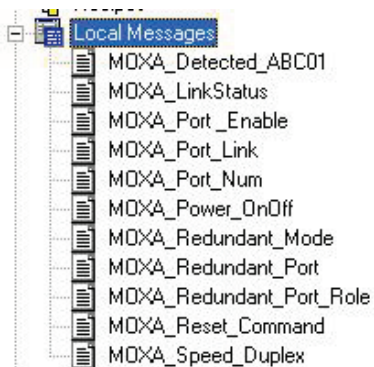 Local Messages
MOXA_Detected_ABC01
MOXA_LinkStatus
MOXA_Port _Enable
MOXA_Port_Link
MOXA_Port_Num
MOXA_Power_OnOff
MOXA_Redundant_Mode
MOXA_Redundant_Port
MOXA_Redundant_Port_Role
MOXA_Reset_Command
MOXA_Speed_Duplex